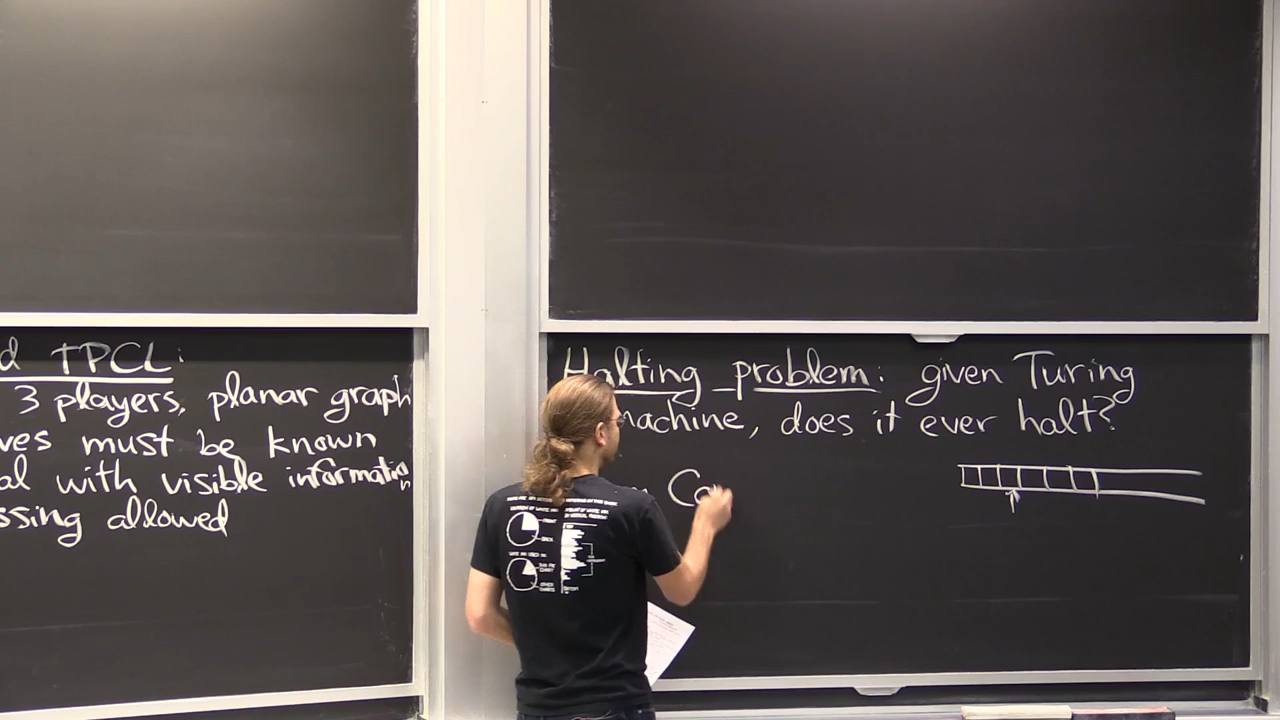 d TPCL:
3 players, planar graph
ves must be known
al with visible information
ssing allowed
Halting problem: given Turing
machine, does it ever halt?
Co